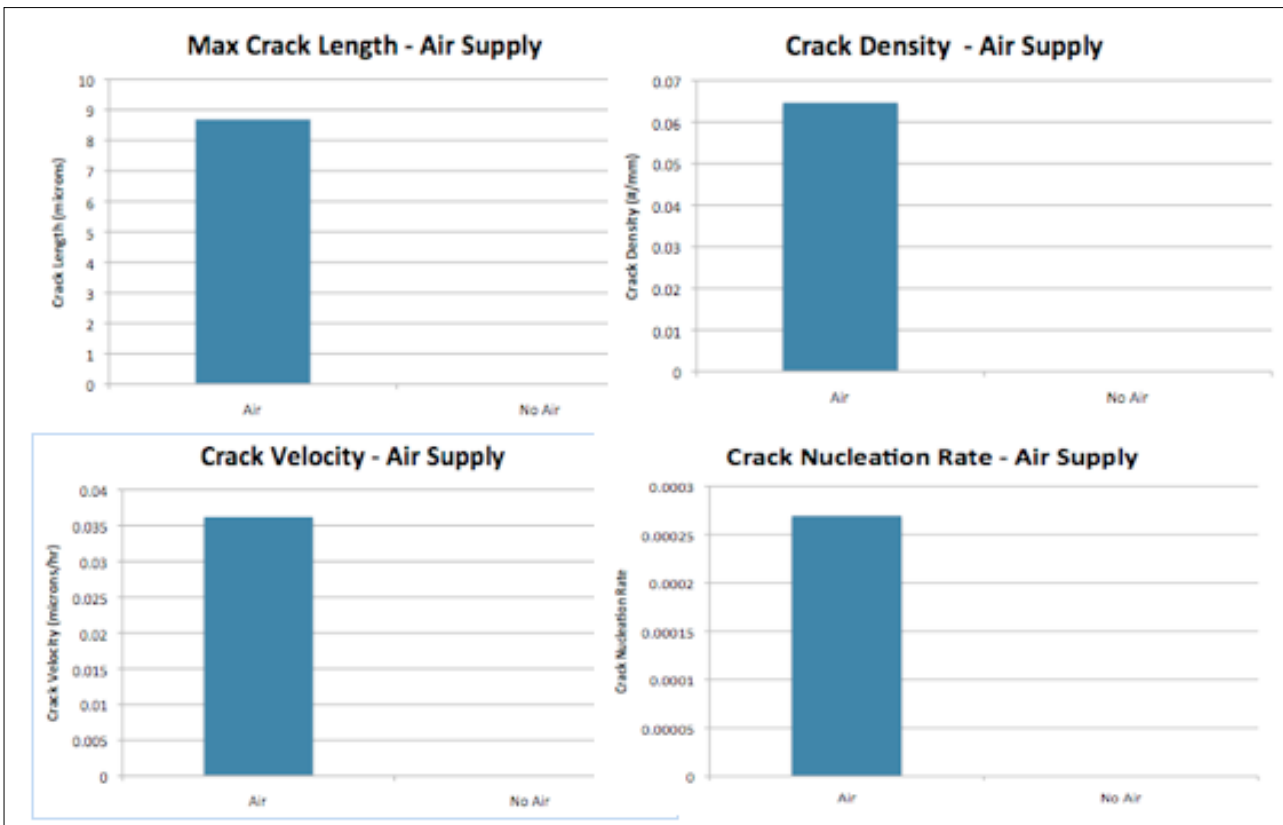 Max Crack Length - Air Supply
Crack Length (microns)
10
9
8
7
6
5
4
3
2
1
0
Air
No Air
Crack Density - Air Supply
Crack Density (#/mm)
0.07
0.06
0.05
0.04
0.03
0.02
0.01
0
Air
No Air
Crack Velocity - Air Supply
Crack Velocity (microns/hr)
0.04
0.035
0.03
0.025
0.02
0.015
0.01
0.005
0
Air
No Air
Crack Nucleation Rate - Air Supply
Crack Nucleation Rate
0.0003
0.00025
0.0002
0.00015
0.0001
0.00005
0
Air
No Air